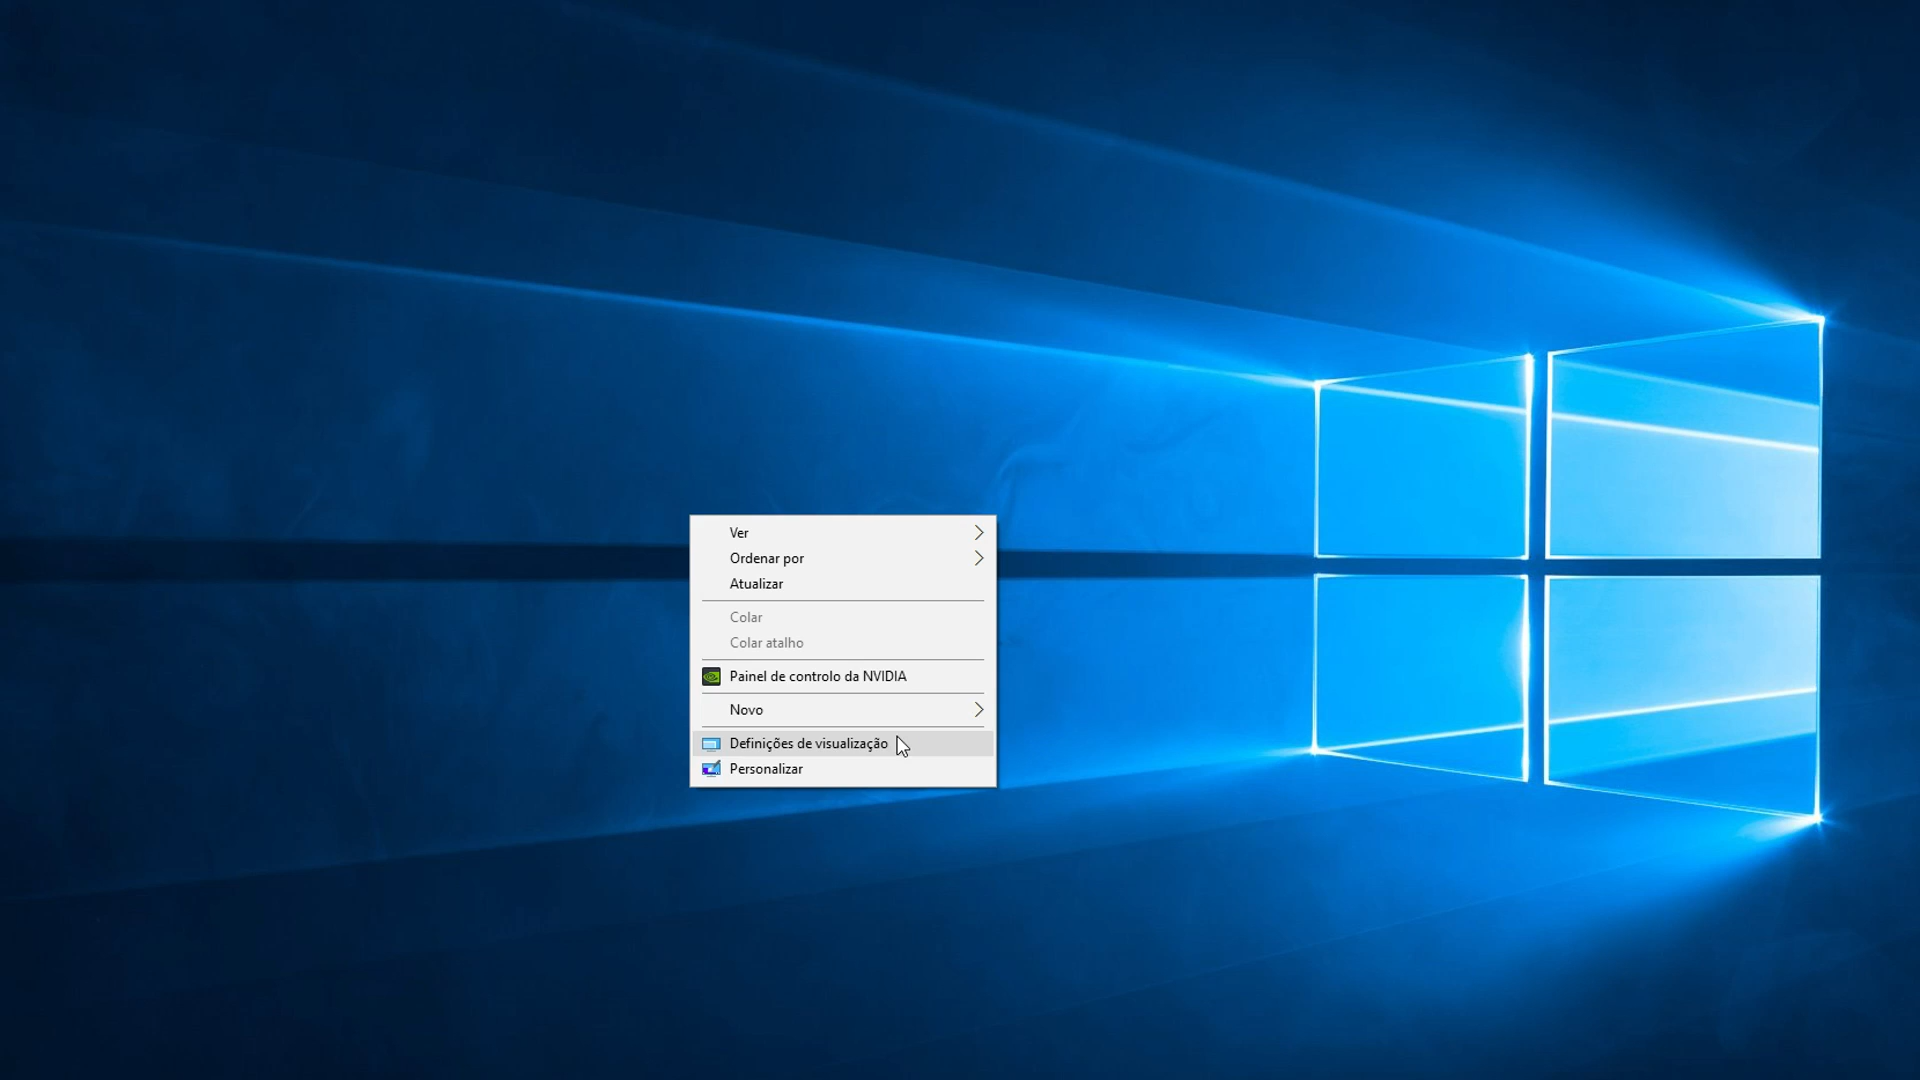 Ver
Ordenar por
Atualizar
Colar
Colar atalho
Painel de controlo da NVIDIA
Novo
Definições de visualização
Personalizar